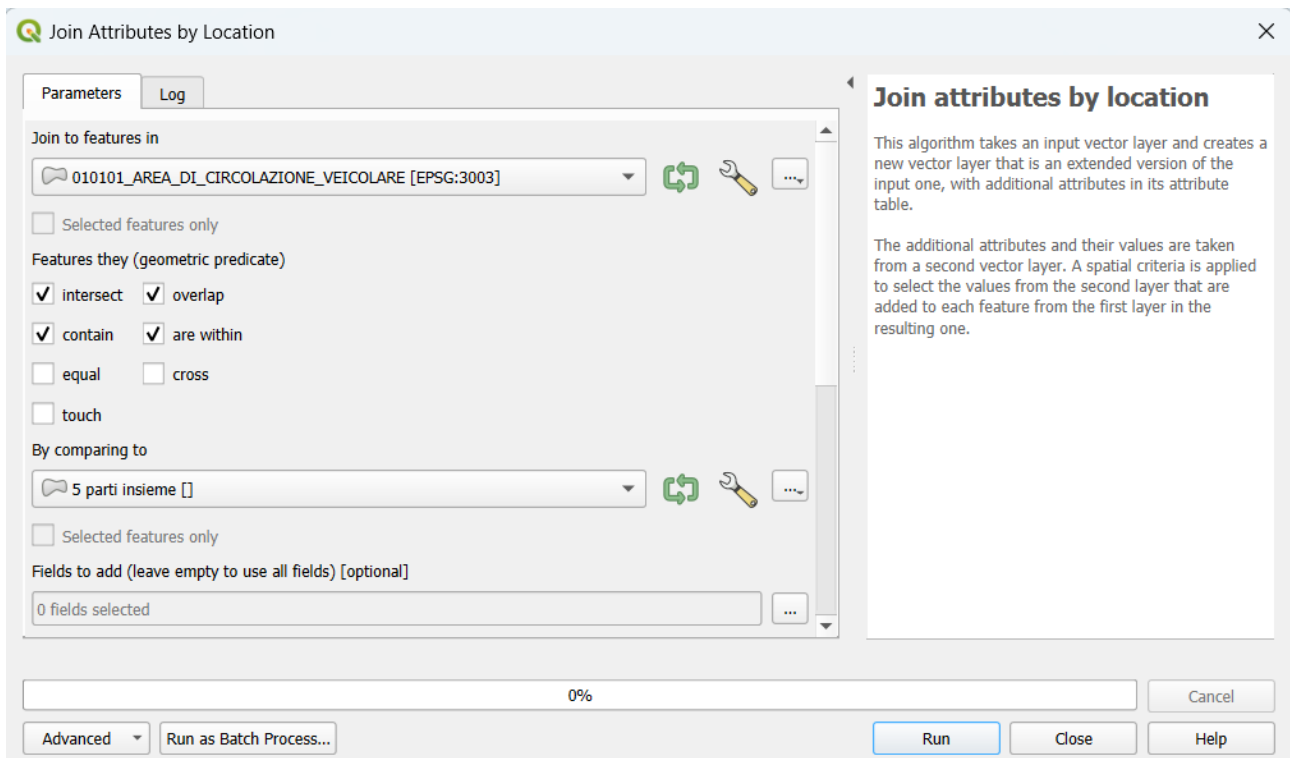 Join Attributes by Location
Parameters
Log
Join to features in
010101_AREA_DI_CIRCOLAZIONE_VEICOLARE [EPSG:3003]
...
Selected features only
Features they (geometric predicate)
intersect
overlap
contain
are within
equal
cross
touch
By comparing to
5 parti insieme []
...
Selected features only
Fields to add (leave empty to use all fields) [optional]
0 fields selected
...
Join attributes by location
This algorithm takes an input vector layer and creates a
new vector layer that is an extended version of the
input one, with additional attributes in its attribute
table.
The additional attributes and their values are taken
from a second vector layer. A spatial criteria is applied
to select the values from the second layer that are
added to each feature from the first layer in the
resulting one.
0%
Cancel
Advanced
Run as Batch Process...
Run
Close
Help